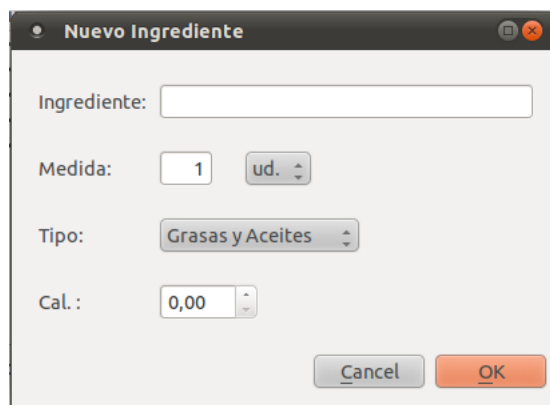 Nuevo Ingrediente
Ingrediente:
Medida: 1 ud.
Tipo: Grasas y Aceites
Cal. : 0,00
Cancel OK